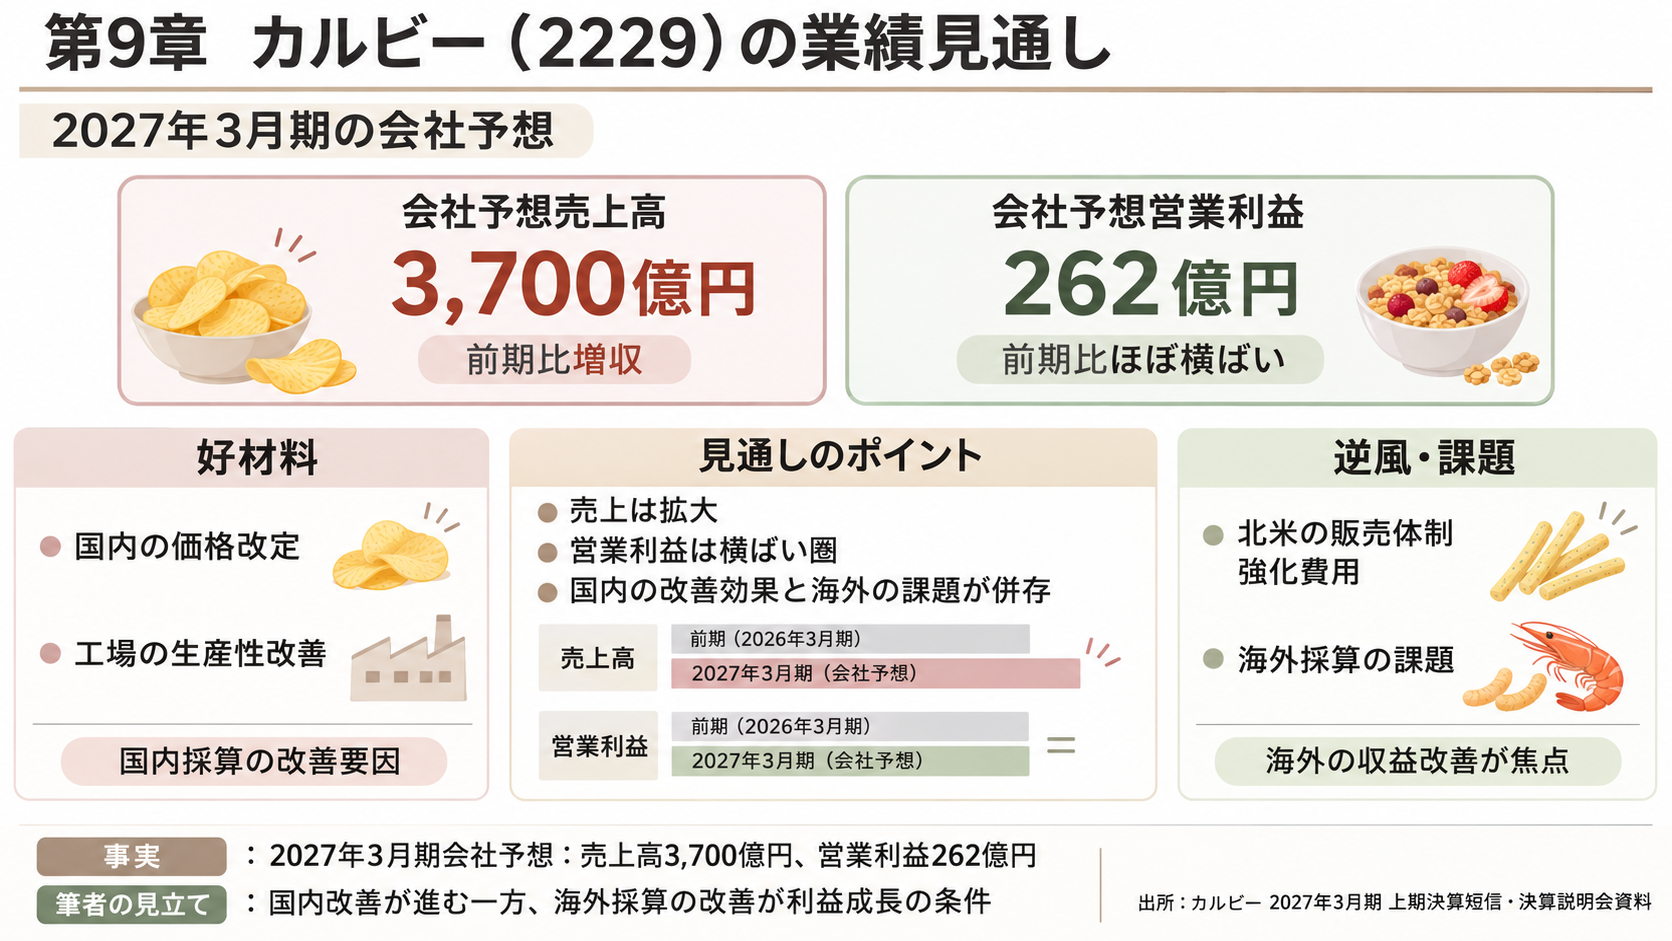 第9章 カルビー（2229）の業績見通し
2027年3月期の会社予想
会社予想売上高
3,700億円
前期比増収
会社予想営業利益
262億円
前期比ほぼ横ばい
好材料
国内の価格改定
工場の生産性改善
国内採算の改善要因
見通しのポイント
売上は拡大
営業利益は横ばい圏
国内の改善効果と海外の課題が併存
売上高
前期（2026年3月期）
2027年3月期（会社予想）
営業利益
前期（2026年3月期）
2027年3月期（会社予想）
逆風・課題
北米の販売体制
強化費用
海外採算の課題
海外の収益改善が焦点
事実：2027年3月期会社予想：売上高3,700億円、営業利益262億円
筆者の見立て：国内改善が進む一方、海外採算の改善が利益成長の条件
出所：カルビー 2027年3月期 上期決算短信・決算説明会資料